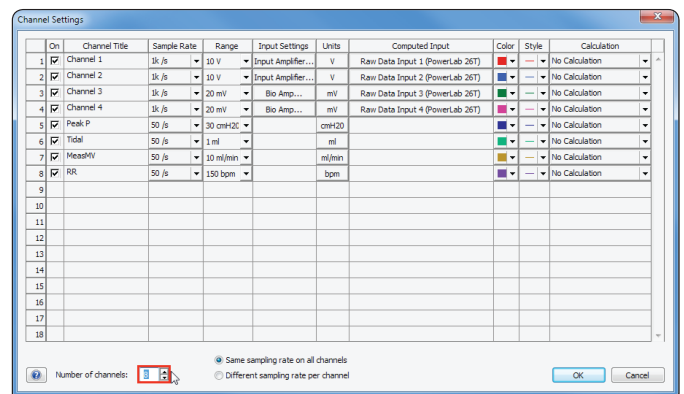 Channel Settings
On Channel Title Sample Rate Range Input Settings Units Computed Input Color Style Calculation
1 Channel 1 1k /s 10 V Input Amplifier... V Raw Data Input 1 (PowerLab 26T) No Calculation
2 Channel 2 1k /s 10 V Input Amplifier... V Raw Data Input 2 (PowerLab 26T) No Calculation
3 Channel 3 1k /s 20 mV Bio Amp... mV Raw Data Input 3 (PowerLab 26T) No Calculation
4 Channel 4 1k /s 20 mV Bio Amp... mV Raw Data Input 4 (PowerLab 26T) No Calculation
5 Peak P 50 /s 30 cmH2C cmH20 No Calculation
6 Tidal 50 /s 1 ml ml No Calculation
7 MeasMV 50 /s 10 ml/min ml/min No Calculation
8 RR 50 /s 150 bpm bpm No Calculation
9
10
11
12
13
14
15
16
17
18
Same sampling rate on all channels
Number of channels: 8
Different sampling rate per channel
OK Cancel